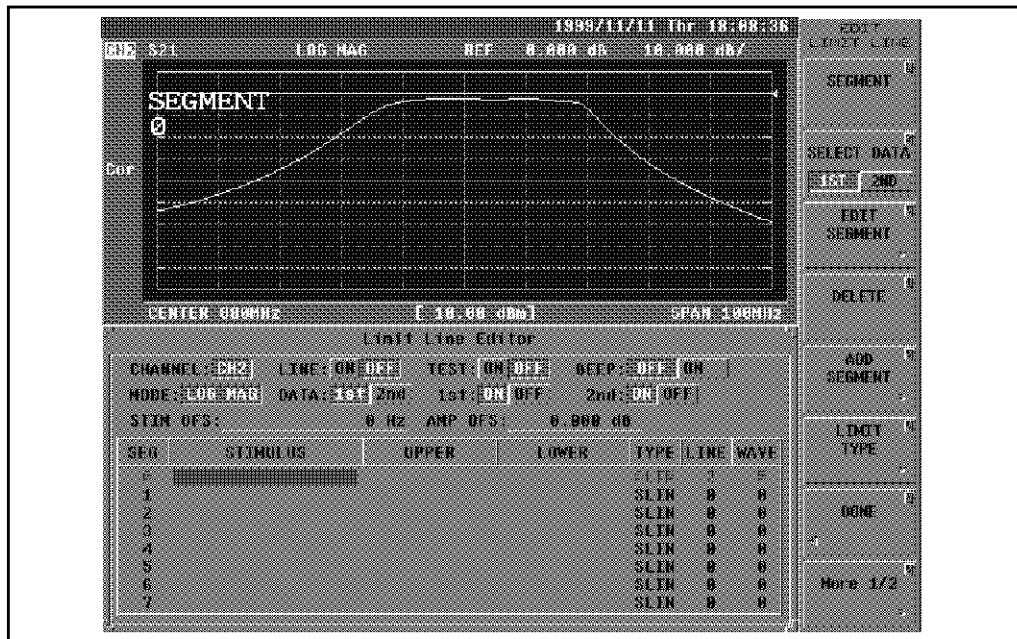 1999/11/11 Thr 18:08:36
CH2 S21 LOG MAG REF 0.000 dB 10.000 dB/
SEGMENT
0
Cor
CENTER 800MHz [ 10.00 dBm] SPAN 100MHz
Limit Line Editor
CHANNEL: CH2 LINE: ON OFF TEST: ON OFF BEEP: OFF ON
MODE: LOG MAG DATA: 1st 2nd 1st: ON OFF 2nd: ON OFF
STIM OFS: 0 Hz AMP OFS: 0.000 dB
SEG STIMULUS UPPER LOWER TYPE LINE WAVE
1 SLIN 0 0
2 SLIN 0 0
3 SLIN 0 0
4 SLIN 0 0
5 SLIN 0 0
6 SLIN 0 0
7 SLIN 0 0
EDIT
LIMIT LINE
SEGMENT
SELECT DATA
1ST 2ND
EDIT
SEGMENT
DELETE
ADD
SEGMENT
LIMIT
TYPE
DONE
More 1/2